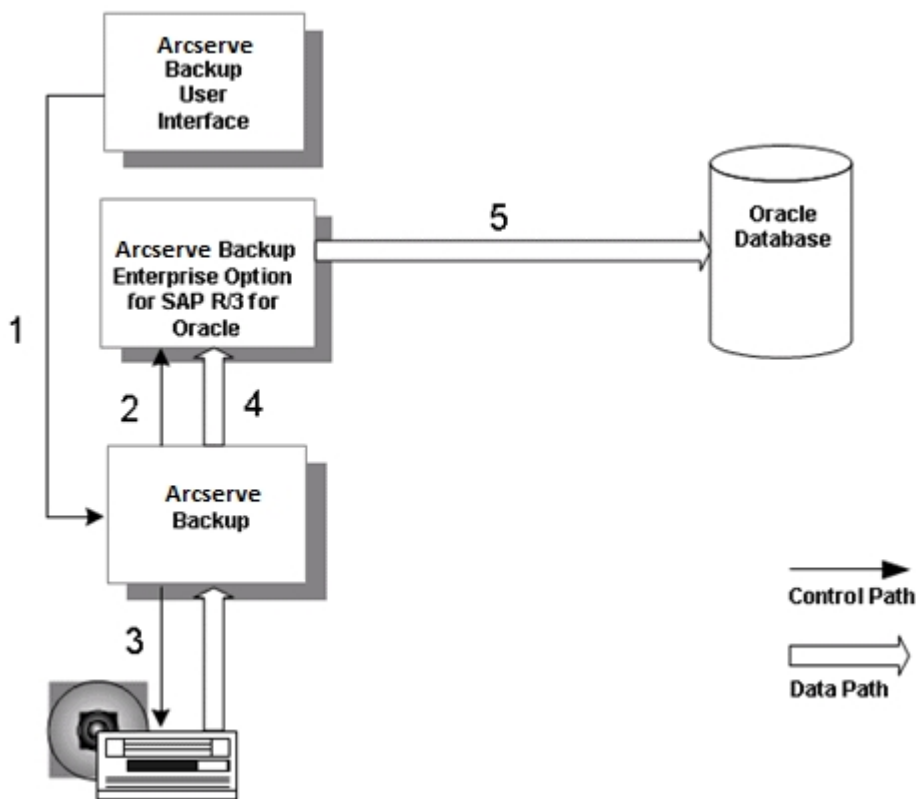 Arcserve
Backup
User
Interface
5
Oracle
Database
Arcserve Backup
Enterprise Option
for SAP R/3 for
Oracle
1
2
4
Arcserve
Backup
3
Control Path
Data Path